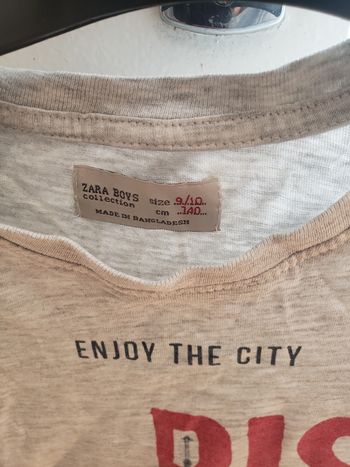 ZARA BOYS size 9/10
collection cm 140
MADE IN BANGLADESH
ENJOY THE CITY